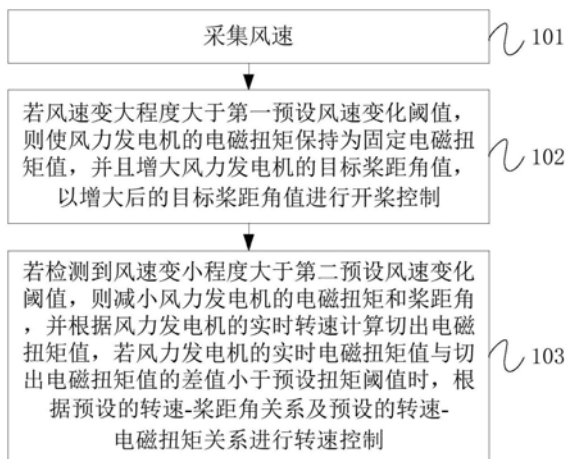 采集风速
101
若风速变大程度大于第一预设风速变化阈值，
则使风力发电机的电磁扭矩保持为固定电磁扭
矩值，并且增大风力发电机的目标桨距角值，
以增大后的目标桨距角值进行开桨控制
102
若检测到风速变小程度大于第二预设风速变化
阈值，则减小风力发电机的电磁扭矩和桨距角
，并根据风力发电机的实时转速计算切出电磁
扭矩值，若风力发电机的实时电磁扭矩值与切
出电磁扭矩值的差值小于预设扭矩阈值时，根
据预设的转速-桨距角关系及预设的转速-
电磁扭矩关系进行转速控制
103